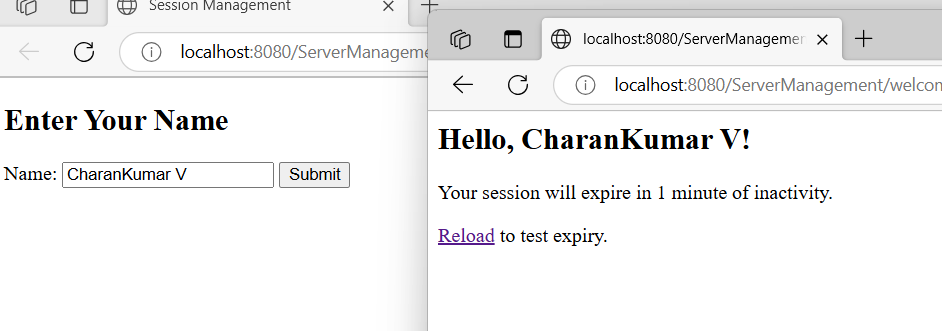 Session Management
localhost:8080/ServerManageme
Enter Your Name
Name: CharanKumar V Submit
localhost:8080/ServerManagemen
localhost:8080/ServerManagement/welcom
Hello, CharanKumar V!
Your session will expire in 1 minute of inactivity.
Reload to test expiry.